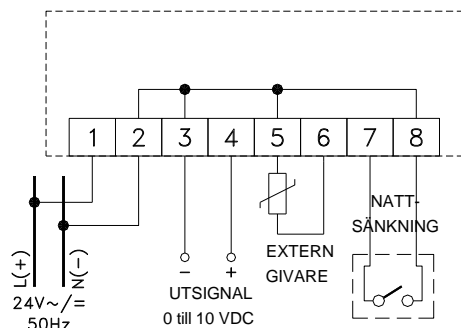 1 2 3 4 5 6 7 8
L(+)
N(-)
24V~/=
50Hz
-
+
UTSIGNAL
0 till 10 VDC
EXTERN
GIVARE
NATT-
SÄNKNING